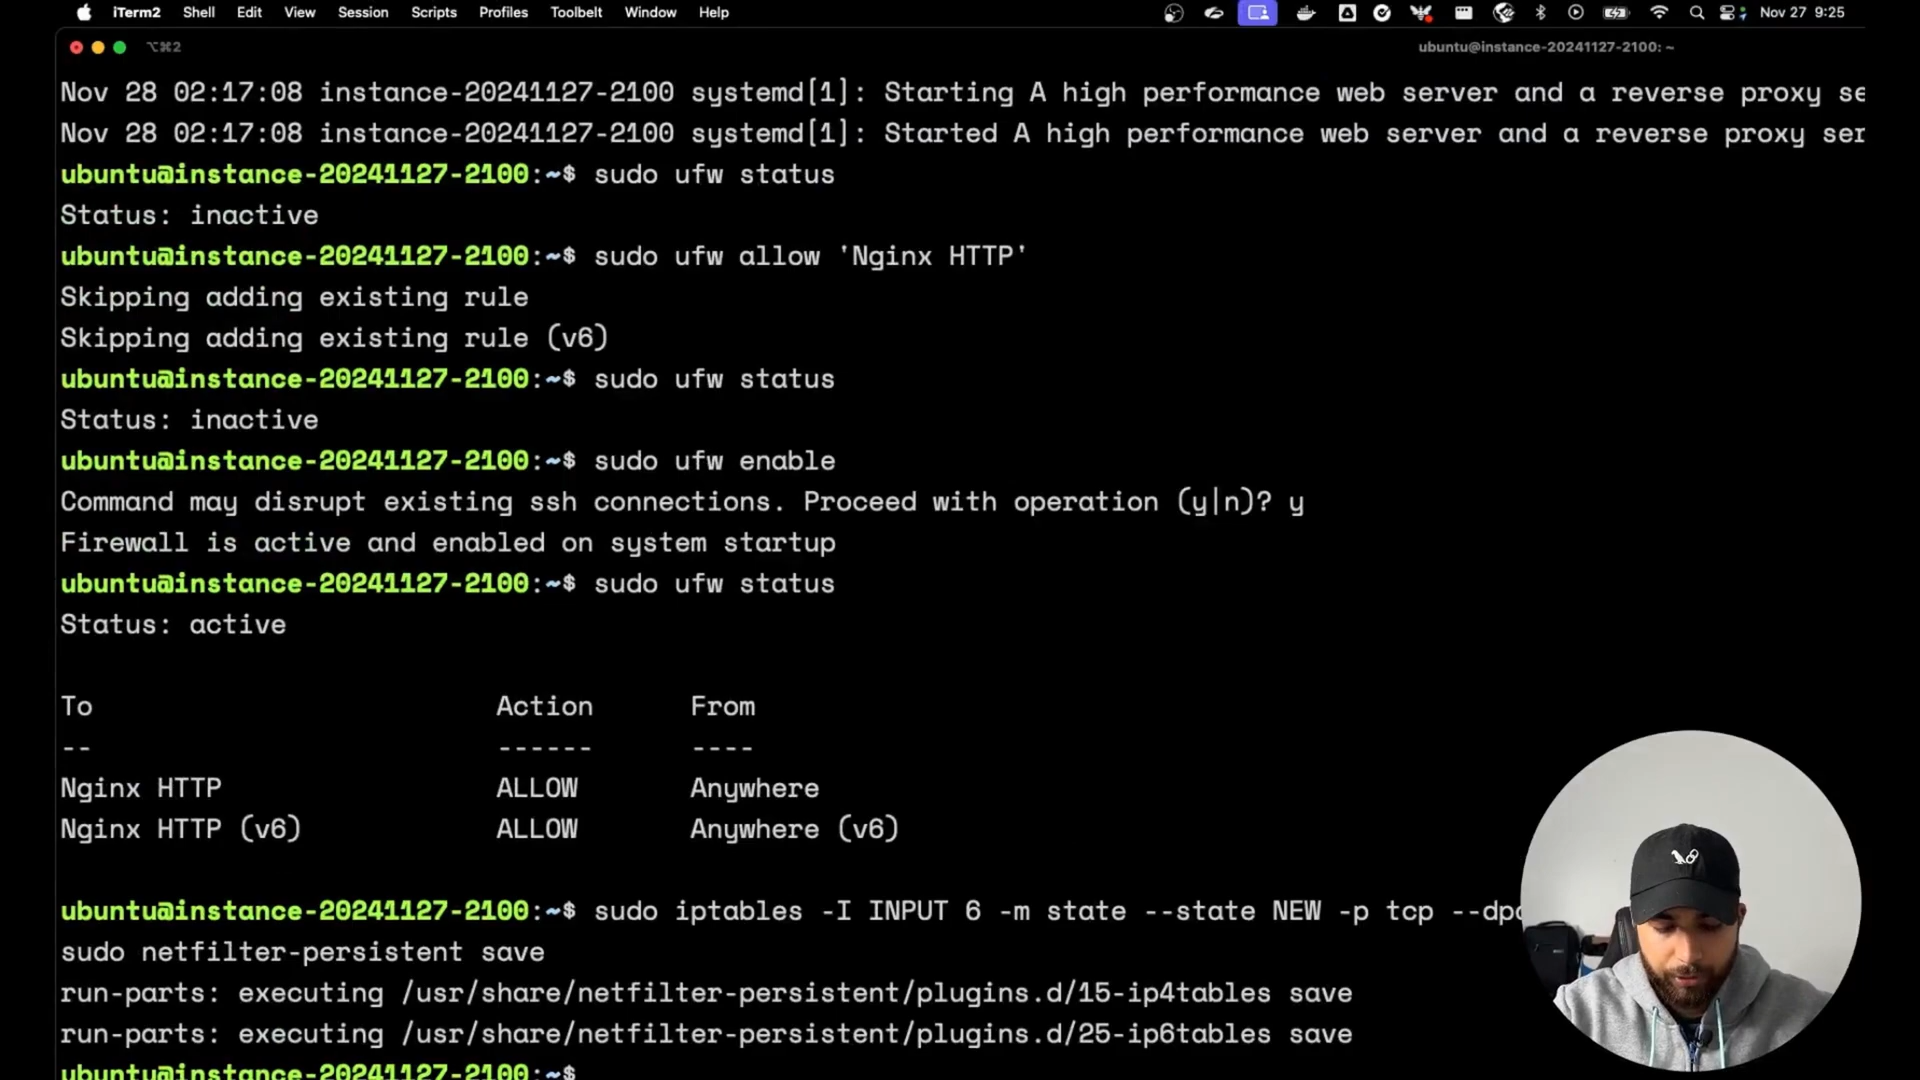 iTerm2 Shell Edit View Session Scripts Profiles Toolbelt Window Help Nov 27 9:25
⌥⌘2 ubuntu@instance-20241127-2100: ~
Nov 28 02:17:08 instance-20241127-2100 systemd[1]: Starting A high performance web server and a reverse proxy se
Nov 28 02:17:08 instance-20241127-2100 systemd[1]: Started A high performance web server and a reverse proxy ser
ubuntu@instance-20241127-2100:~$ sudo ufw status
Status: inactive
ubuntu@instance-20241127-2100:~$ sudo ufw allow 'Nginx HTTP'
Skipping adding existing rule
Skipping adding existing rule (v6)
ubuntu@instance-20241127-2100:~$ sudo ufw status
Status: inactive
ubuntu@instance-20241127-2100:~$ sudo ufw enable
Command may disrupt existing ssh connections. Proceed with operation (y|n)? y
Firewall is active and enabled on system startup
ubuntu@instance-20241127-2100:~$ sudo ufw status
Status: active
To Action From
-- ------ ----
Nginx HTTP ALLOW Anywhere
Nginx HTTP (v6) ALLOW Anywhere (v6)
ubuntu@instance-20241127-2100:~$ sudo iptables -I INPUT 6 -m state --state NEW -p tcp --dpo
sudo netfilter-persistent save
run-parts: executing /usr/share/netfilter-persistent/plugins.d/15-ip4tables save
run-parts: executing /usr/share/netfilter-persistent/plugins.d/25-ip6tables save
ubuntu@instance-20241127-2100:~$